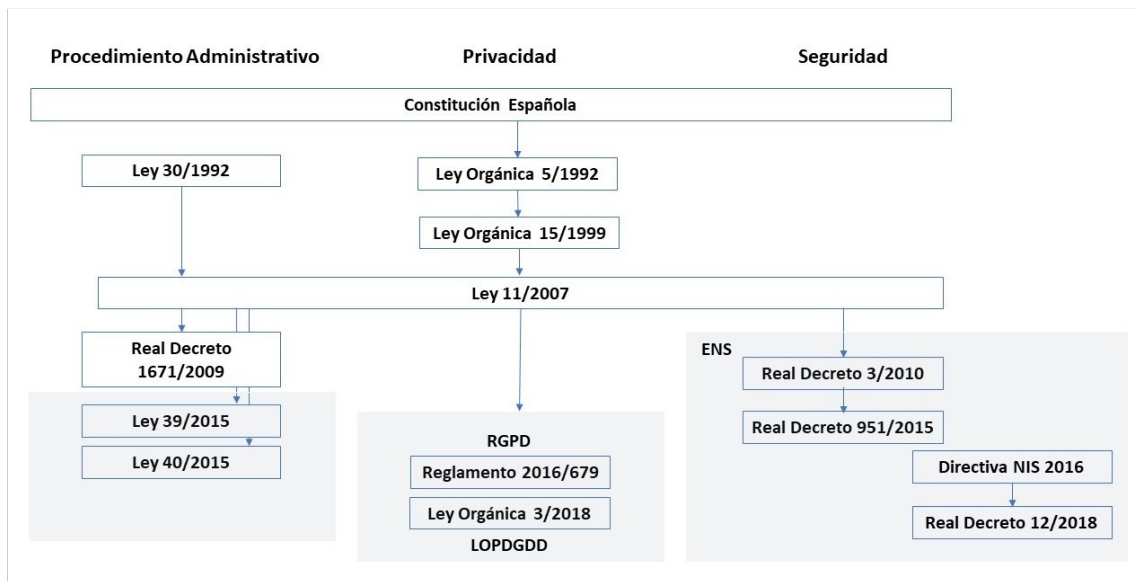 Procedimiento Administrativo
Privacidad
Seguridad
Constitución Española
Ley 30/1992
Ley Orgánica 5/1992
Ley Orgánica 15/1999
Ley 11/2007
Real Decreto
1671/2009
Ley 39/2015
Ley 40/2015
RGPD
Reglamento 2016/679
Ley Orgánica 3/2018
LOPDGDD
ENS
Real Decreto 3/2010
Real Decreto 951/2015
Directiva NIS 2016
Real Decreto 12/2018